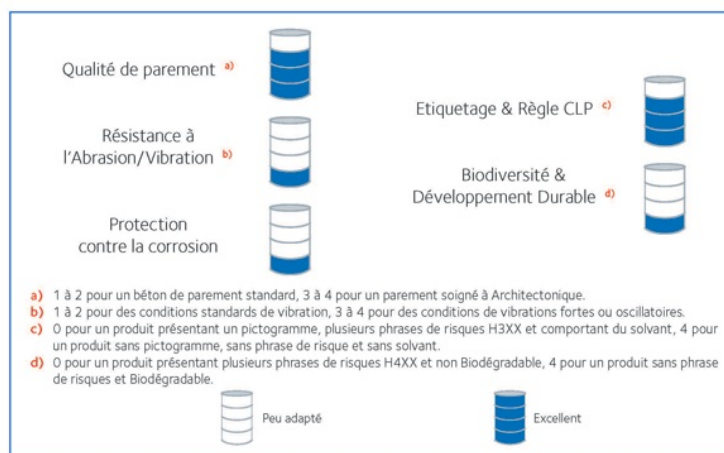 Qualité de parement a)
Résistance à
l'Abrasion/Vibration b)
Protection
contre la corrosion
Etiquetage & Règle CLP c)
Biodiversité &
Développement Durable d)
a) 1 à 2 pour un béton de parement standard, 3 à 4 pour un parement soigné à Architectonique.
b) 1 à 2 pour des conditions standards de vibration, 3 à 4 pour des conditions de vibrations fortes ou oscillatoires.
c) 0 pour un produit présentant un pictogramme, plusieurs phrases de risques H3XX et comportant du solvant, 4 pour
un produit sans pictogramme, sans phrase de risque et sans solvant.
d) 0 pour un produit présentant plusieurs phrases de risques H4XX et non Biodégradable, 4 pour un produit sans phrase
de risques et Biodégradable.
Peu adapté
Excellent